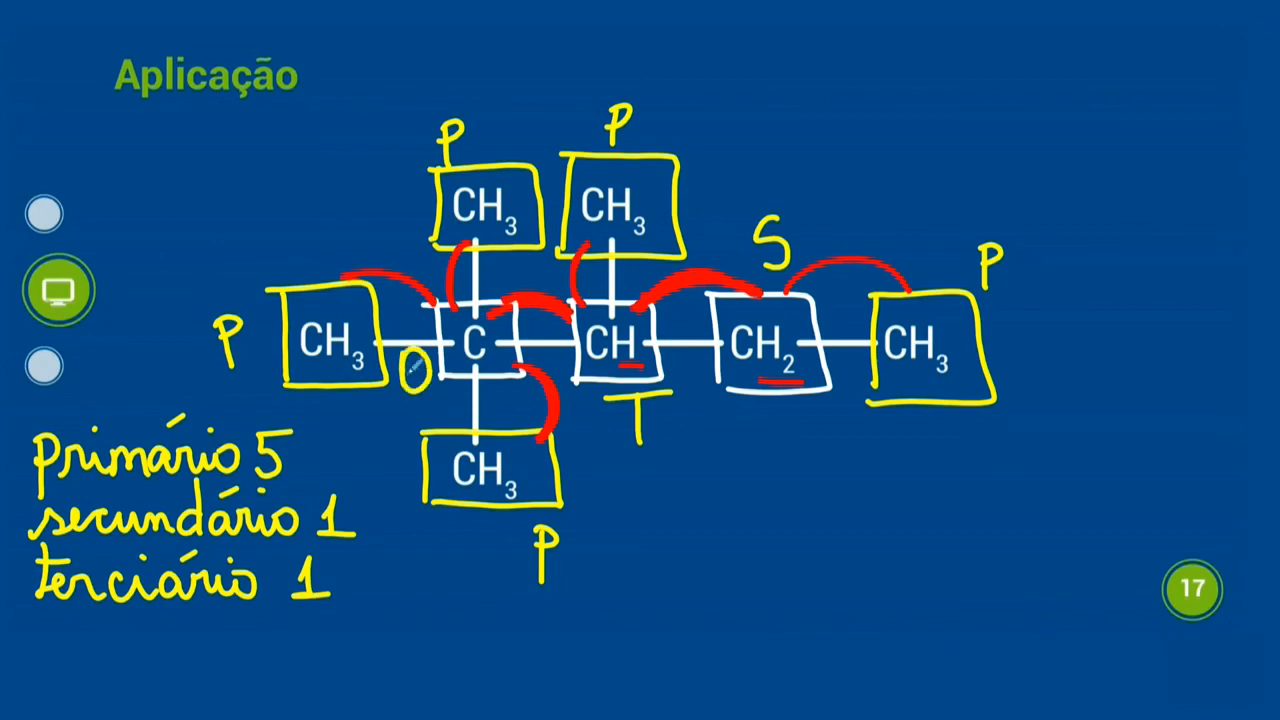 Aplicação
P P
CH3 CH3 S P
P CH3 C CH CH2 CH3
T
primário 5 CH3
secundário 1 P
terciário 1
17